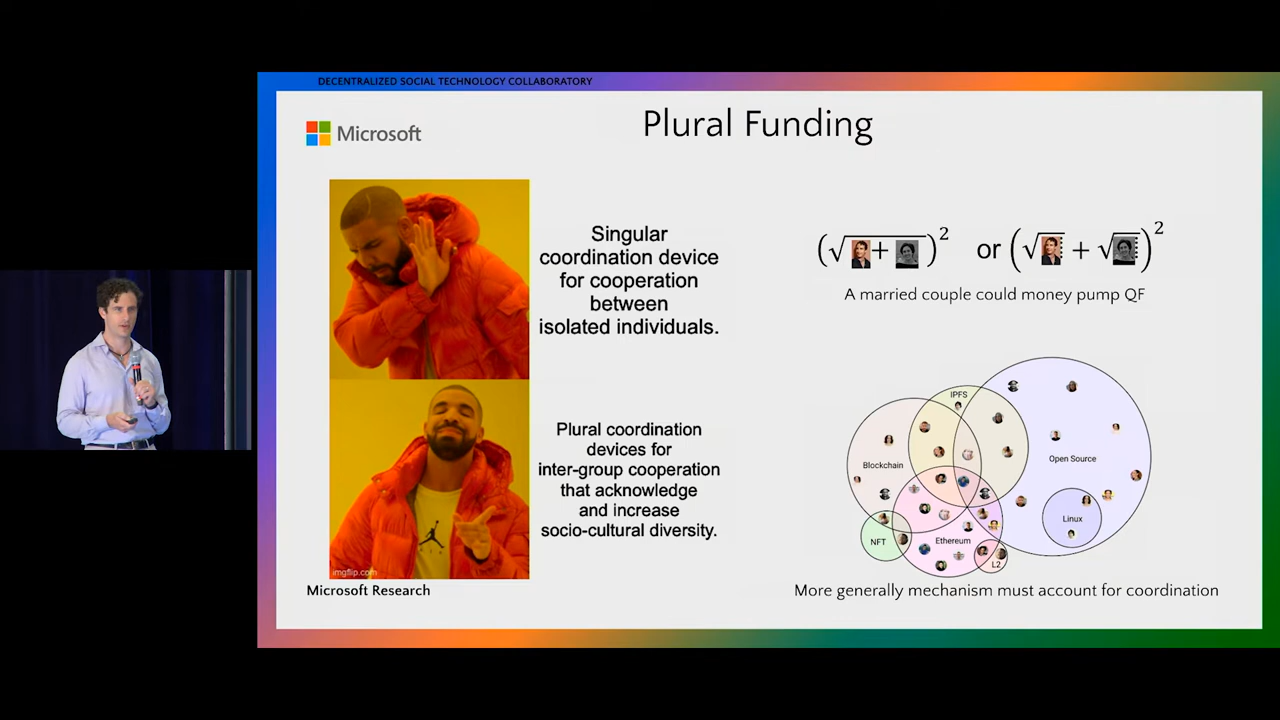 DECENTRALIZED SOCIAL TECHNOLOGY COLLABORATORY
Microsoft
Plural Funding
Singular
coordination device
for cooperation
between
isolated individuals.
(√ + )² or (√ + √ )²
A married couple could money pump QF
Plural coordination
devices for
inter-group cooperation
that acknowledge
and increase
socio-cultural diversity.
imgflip.com
IPFS
Blockchain
Open Source
Linux
NFT
Ethereum
L2
Microsoft Research
More generally mechanism must account for coordination